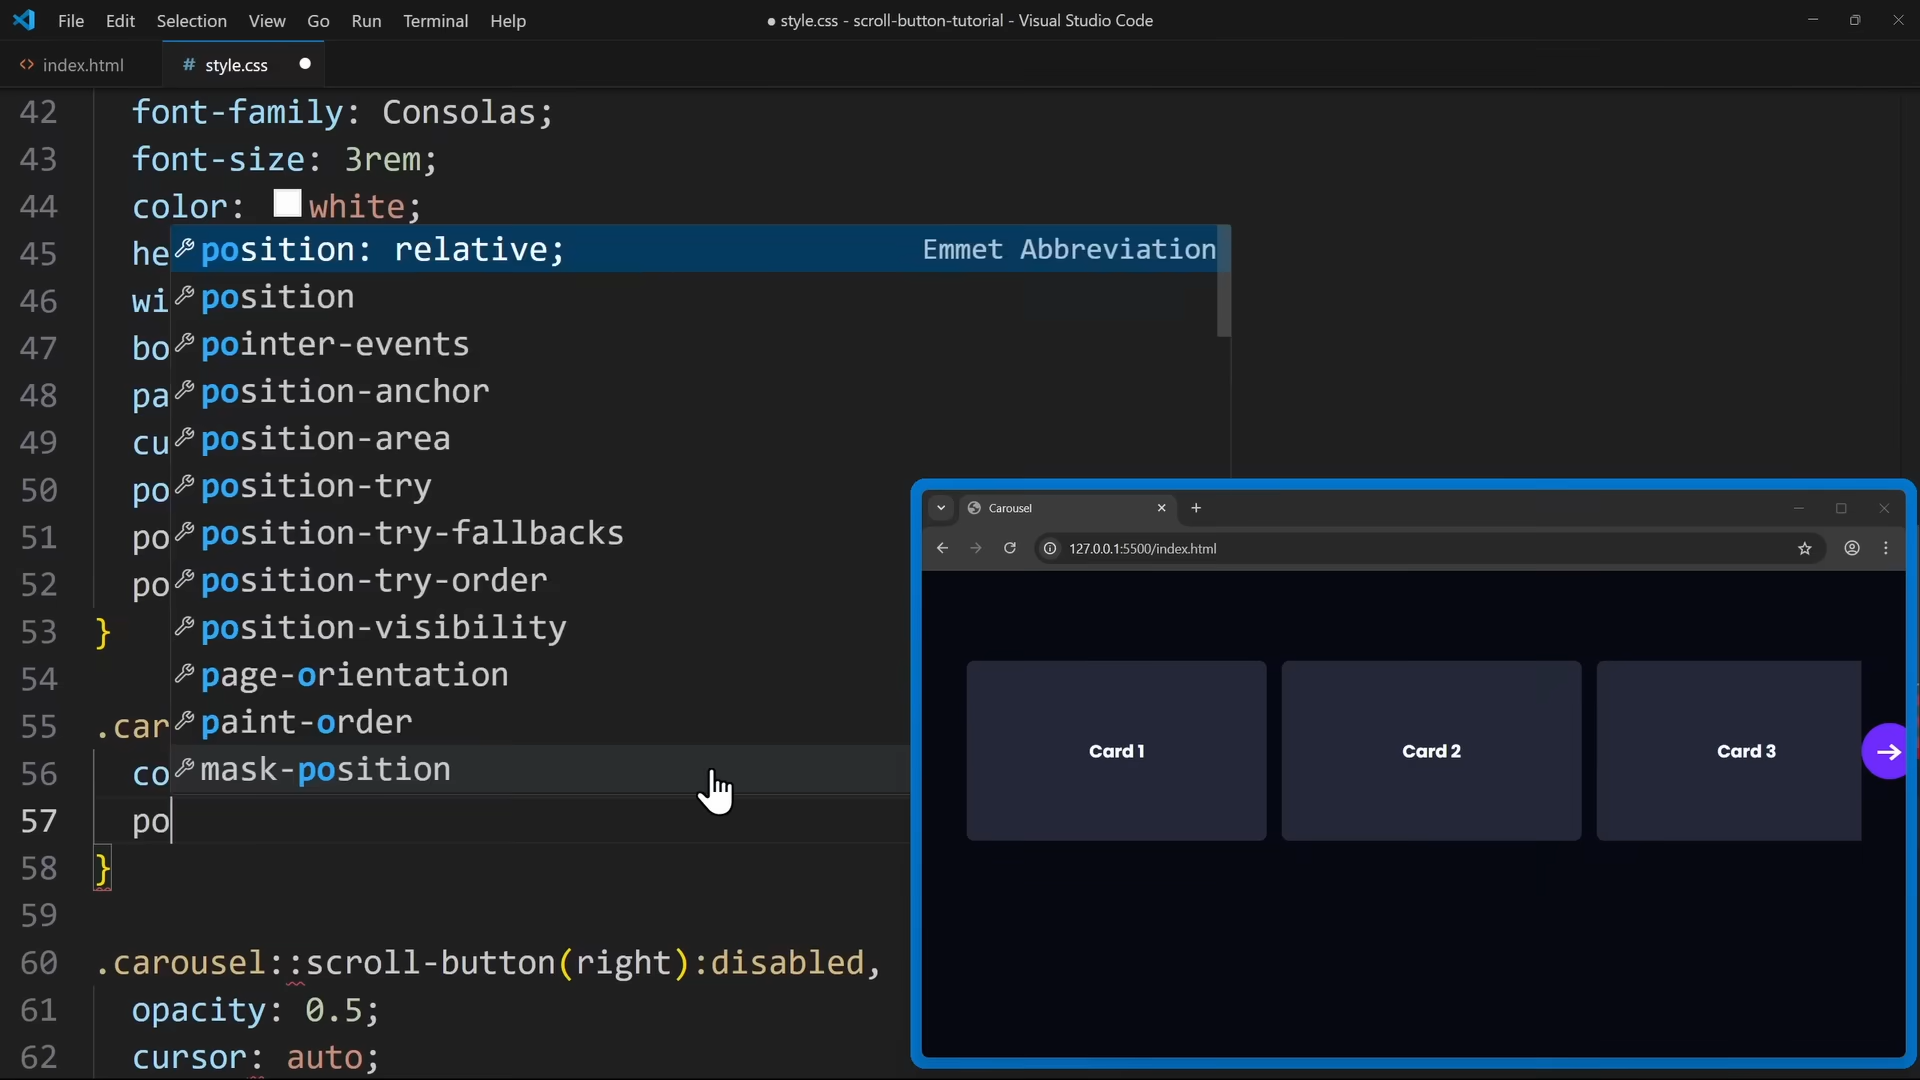 File Edit Selection View Go Run Terminal Help
● style.css - scroll-button-tutorial - Visual Studio Code
<> index.html
# style.css ●
42 font-family: Consolas;
43 font-size: 3rem;
44 color: white;
45 he
position: relative; Emmet Abbreviation
46 wi
position
47 bo
pointer-events
48 pa
position-anchor
49 cu
position-area
50 po
position-try
51 po
position-try-fallbacks
52 po
position-try-order
53 }
position-visibility
54
page-orientation
55 .car
paint-order
56 co
mask-position
57 po
58 }
59
60 .carousel::scroll-button(right):disabled,
61 opacity: 0.5;
62 cursor: auto;
Carousel
127.0.0.1:5500/index.html
Card 1
Card 2
Card 3